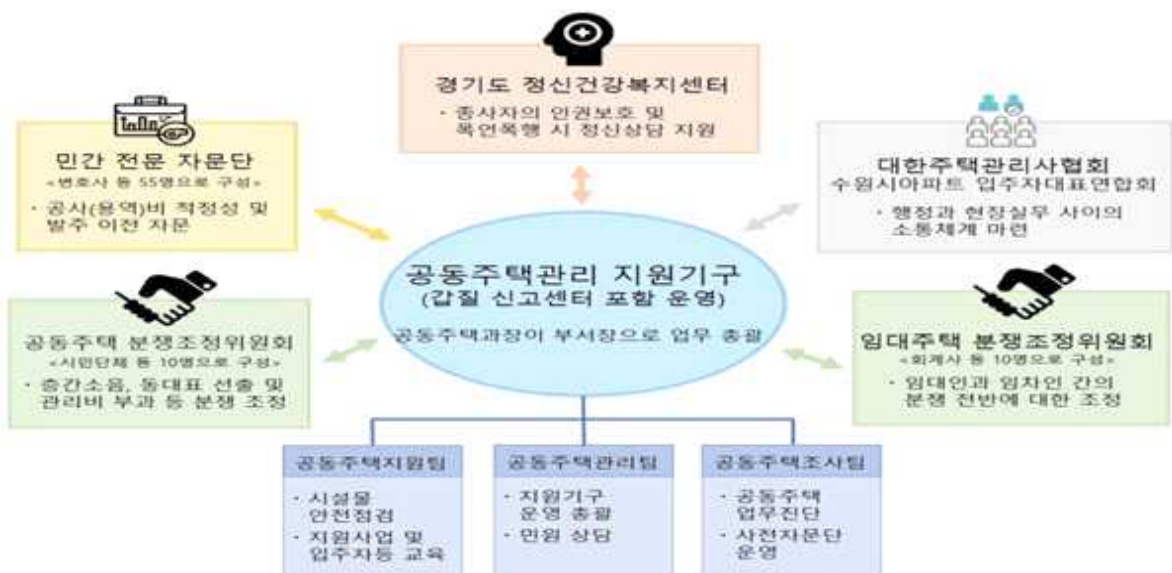 경기도 정신건강복지센터
· 종사자의 인권보호 및
폭언폭행 시 정신상담 지원
민간 전문 자문단
<변호사 등 55명으로 구성>
· 공사(용역)비 적정성 및
발주 이전 자문
대한주택관리사협회
수원시아파트 입주자대표연합회
· 행정과 현장실무 사이의
소통체계 마련
공동주택관리 지원기구
(갑질 신고센터 포함 운영)
공동주택과장이 부서장으로 업무 총괄
공동주택 분쟁조정위원회
<시민단체 등 10명으로 구성>
· 층간소음, 동대표 선출 및
관리비 부과 등 분쟁 조정
임대주택 분쟁조정위원회
<회계사 등 10명으로 구성>
· 임대인과 임차인 간의
분쟁 전반에 대한 조정
공동주택지원팀
· 시설물
안전점검
· 지원사업 및
입주자등 교육
공동주택관리팀
· 지원기구
운영 총괄
· 민원 상담
공동주택조사팀
· 공동주택
업무진단
· 사전자문단
운영